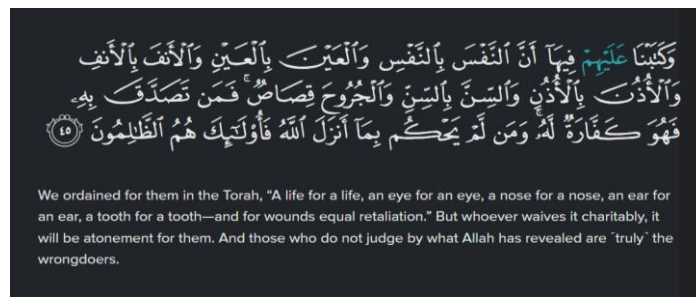 وَكَتَبْنَا عَلَيْهِمْ فِيهَآ أَنَّ ٱلنَّفْسَ بِٱلنَّفْسِ وَٱلْعَيْنَ بِٱلْعَيْنِ وَٱلْأَنفَ بِٱلْأَنفِ
وَٱلْأُذُنَ بِٱلْأُذُنِ وَٱلسِّنَّ بِٱلسِّنِّ وَٱلْجُرُوحَ قِصَاصٌ ۚ فَمَن تَصَدَّقَ بِهِۦ
فَهُوَ كَفَّارَةٌ لَّهُۥ ۚ وَمَن لَّمْ يَحْكُم بِمَآ أَنزَلَ ٱللَّهُ فَأُو۟لَـٰٓئِكَ هُمُ ٱلظَّـٰلِمُونَ ٤٥
We ordained for them in the Torah, “A life for a life, an eye for an eye, a nose for a nose, an ear for
an ear, a tooth for a tooth—and for wounds equal retaliation.” But whoever waives it charitably, it
will be atonement for them. And those who do not judge by what Allah has revealed are ˹truly˺ the
wrongdoers.